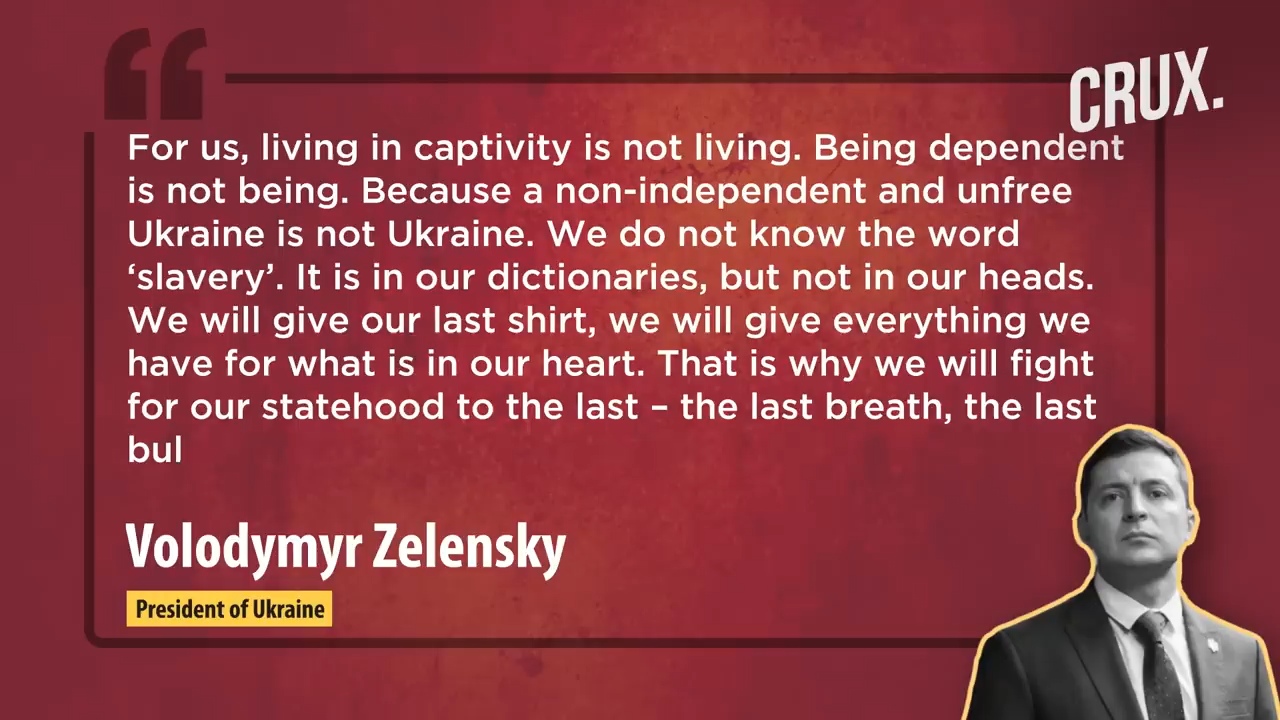 CRUX.
For us, living in captivity is not living. Being dependent
is not being. Because a non-independent and unfree
Ukraine is not Ukraine. We do not know the word
‘slavery’. It is in our dictionaries, but not in our heads.
We will give our last shirt, we will give everything we
have for what is in our heart. That is why we will fight
for our statehood to the last – the last breath, the last
bul
Volodymyr Zelensky
President of Ukraine